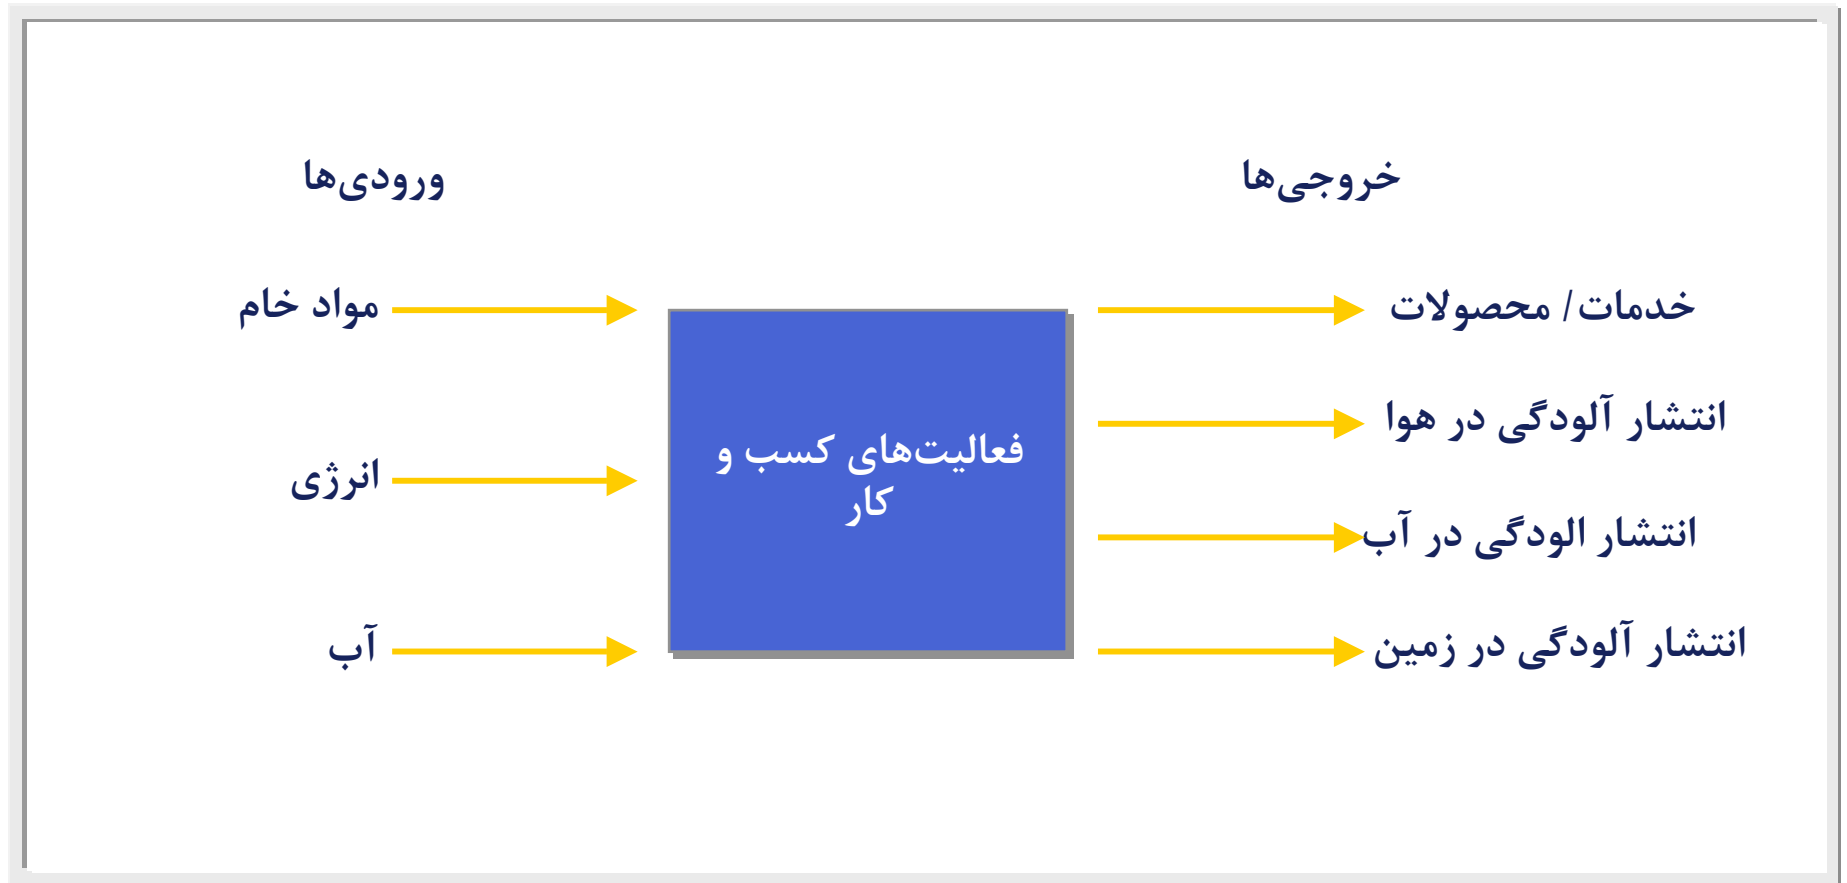 ورودی‌ها
خروجی‌ها
مواد خام
انرژی
آب
فعالیت‌های کسب و
کار
خدمات/ محصولات
انتشار آلودگی در هوا
انتشار الودگی در آب
انتشار آلودگی در زمین